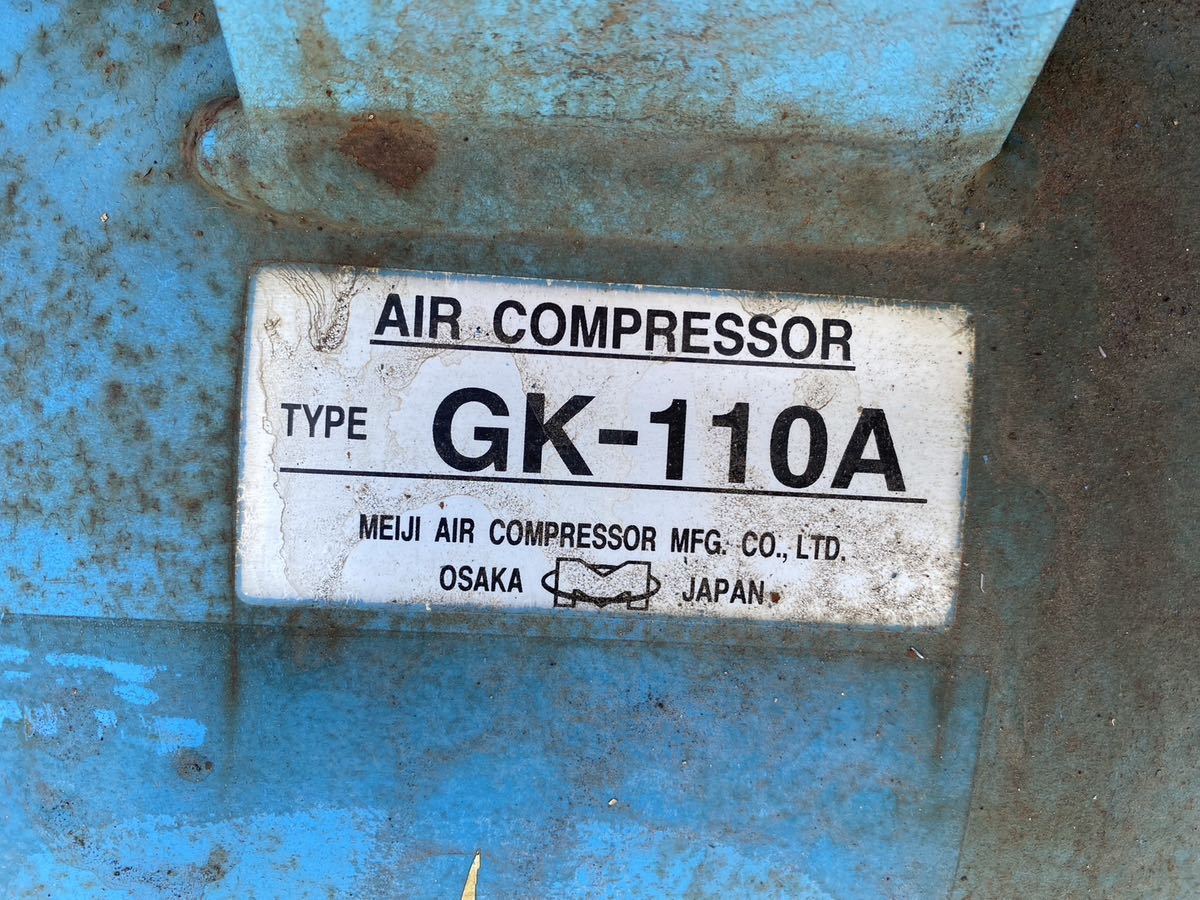 AIR COMPRESSOR
TYPE GK-110A
MEIJI AIR COMPRESSOR MFG. CO., LTD.
OSAKA M JAPAN